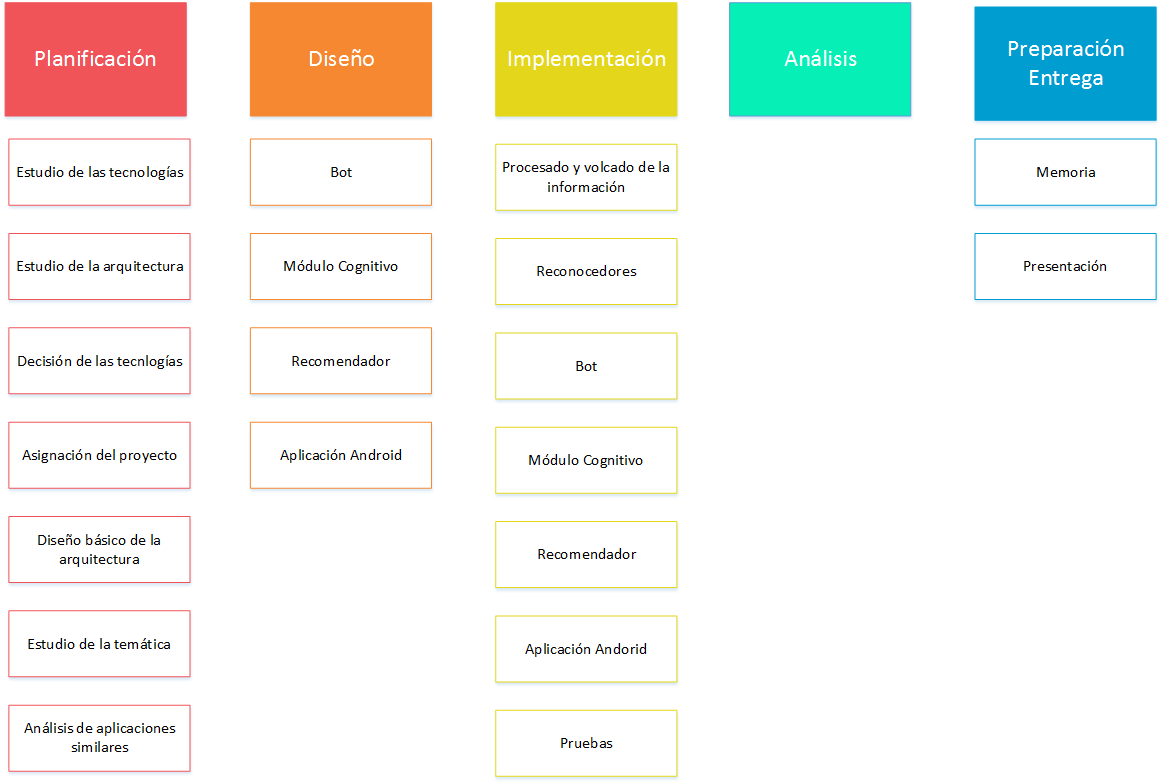 Planificación
Estudio de las tecnologías
Estudio de la arquitectura
Decisión de las tecnlogías
Asignación del proyecto
Diseño básico de la
arquitectura
Estudio de la temática
Análisis de aplicaciones
similares
Diseño
Bot
Módulo Cognitivo
Recomendador
Aplicación Android
Implementación
Procesado y volcado de la
información
Reconocedores
Bot
Módulo Cognitivo
Recomendador
Aplicación Andorid
Pruebas
Análisis
Preparación
Entrega
Memoria
Presentación